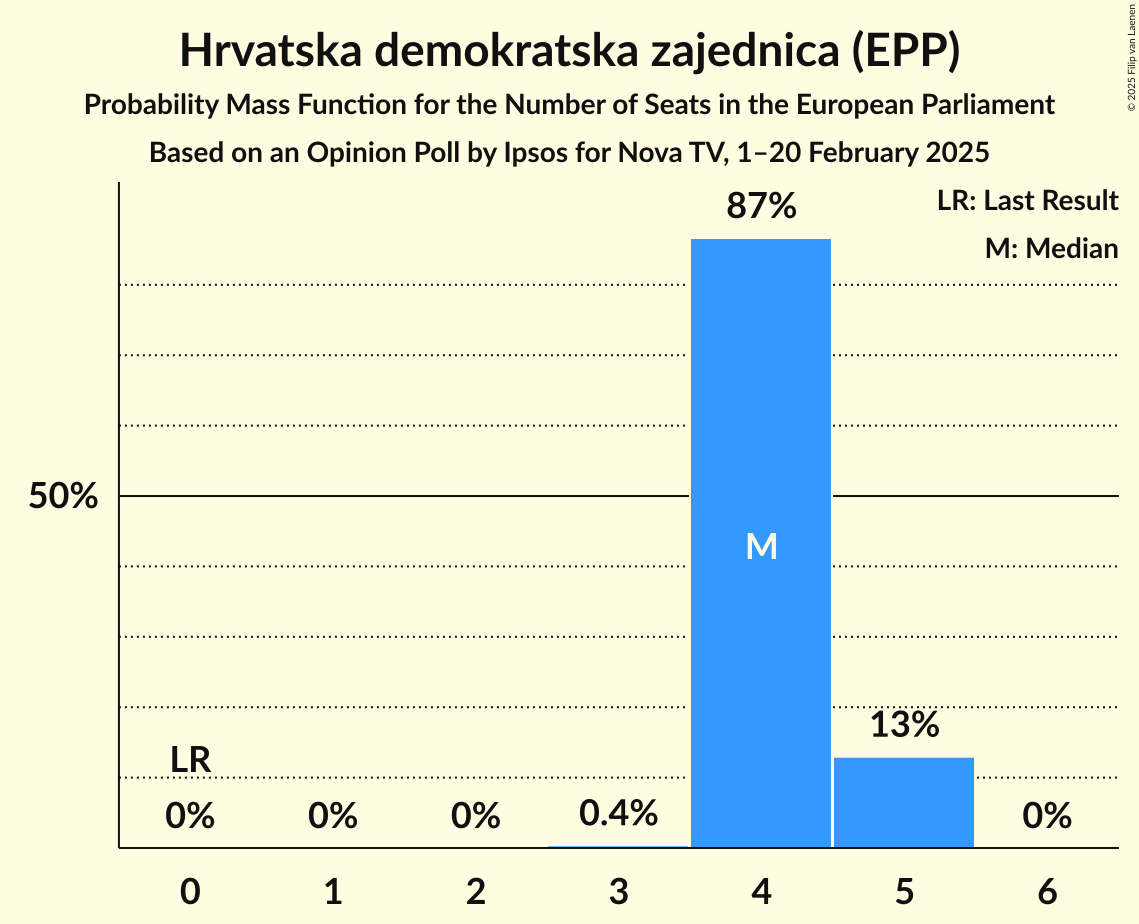 Hrvatska demokratska zajednica (EPP)
Probability Mass Function for the Number of Seats in the European Parliament
Based on an Opinion Poll by Ipsos for Nova TV, 1–20 February 2025
© 2025 Filip van Laenen
LR: Last Result
M: Median
87%
50%
M
13%
LR
0%
0%
0%
0.4%
0%
0
1
2
3
4
5
6